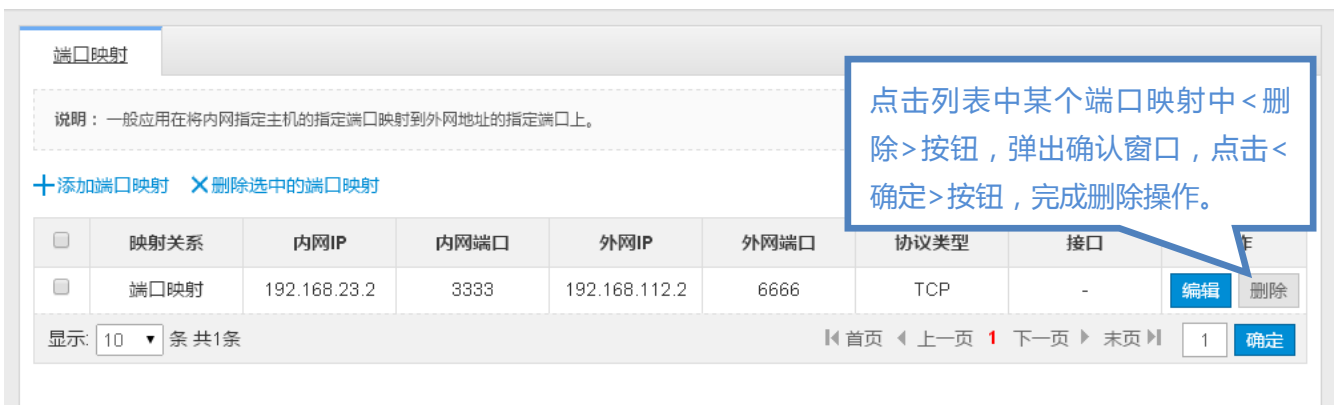 端口映射
说明：一般应用在将内网指定主机的指定端口映射到外网地址的指定端口上。
点击列表中某个端口映射中<删
除>按钮，弹出确认窗口，点击<
确定>按钮，完成删除操作。
添加端口映射 删除选中的端口映射
映射关系 内网IP 内网端口 外网IP 外网端口 协议类型 接口 作
端口映射 192.168.23.2 3333 192.168.112.2 6666 TCP - 编辑 删除
显示: 10 条 共1条 首页 上一页 1 下一页 末页 1 确定